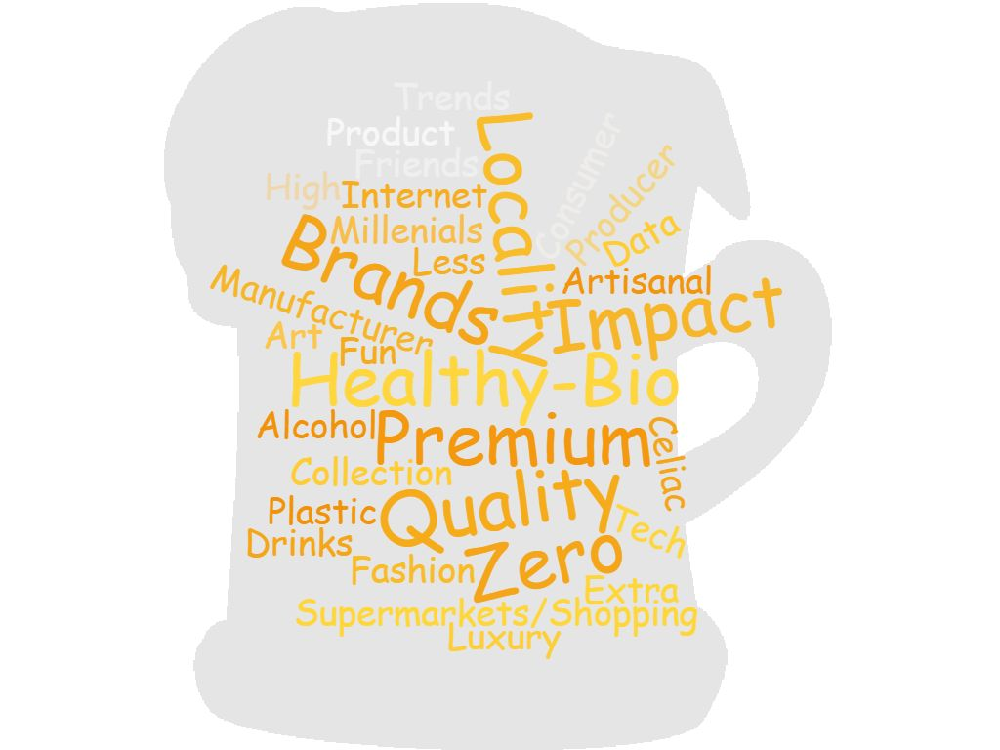 Trends
Product
Friends
Locality
Consumer
Producer
High
Internet
Millenials
Data
Brands
Less
Artisanal
Manufacturer
Impact
Art
Fun
Healthy-Bio
Alcohol
Premium
Celiac
Collection
Quality
Plastic
Tech
Drinks
Zero
Fashion
Extra
Supermarkets/Shopping
Luxury